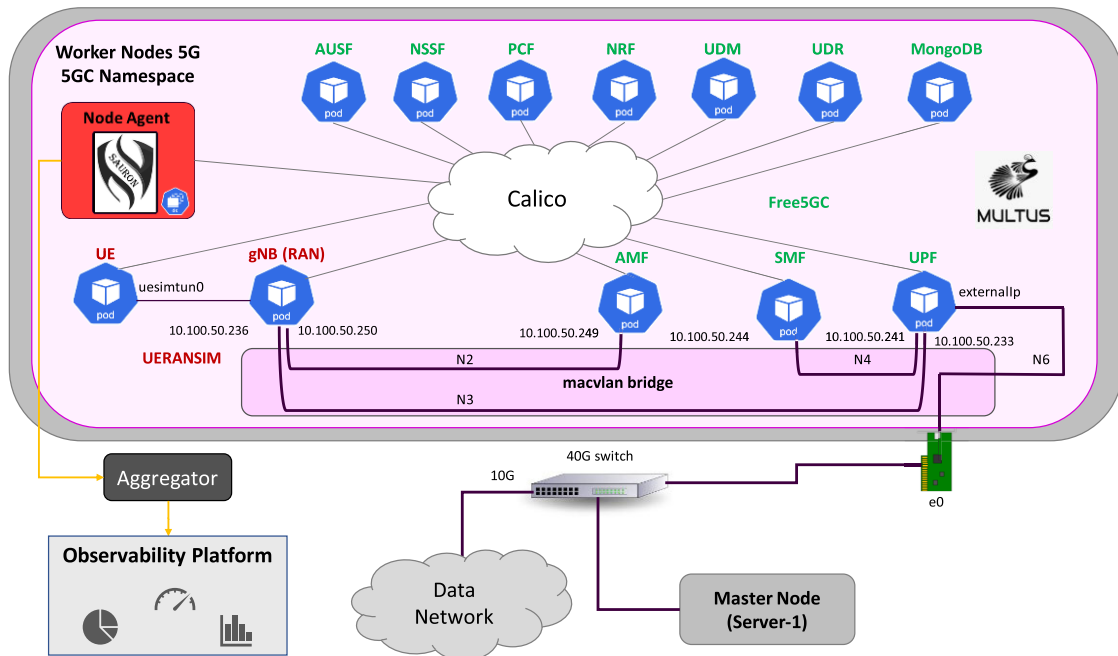 Worker Nodes 5G
5GC Namespace
AUSF
NSSF
PCF
NRF
UDM
UDR
MongoDB
pod
pod
pod
pod
pod
pod
pod
Node Agent
SAURON
ds
Calico
MULTUS
Free5GC
UE
gNB (RAN)
AMF
SMF
UPF
pod
uesimtun0
pod
pod
pod
pod
externalIp
10.100.50.236
10.100.50.250
10.100.50.249
10.100.50.244
10.100.50.241
10.100.50.233
UERANSIM
N2
N4
N6
macvlan bridge
N3
Aggregator
40G switch
10G
e0
Observability Platform
Data
Network
Master Node
(Server-1)